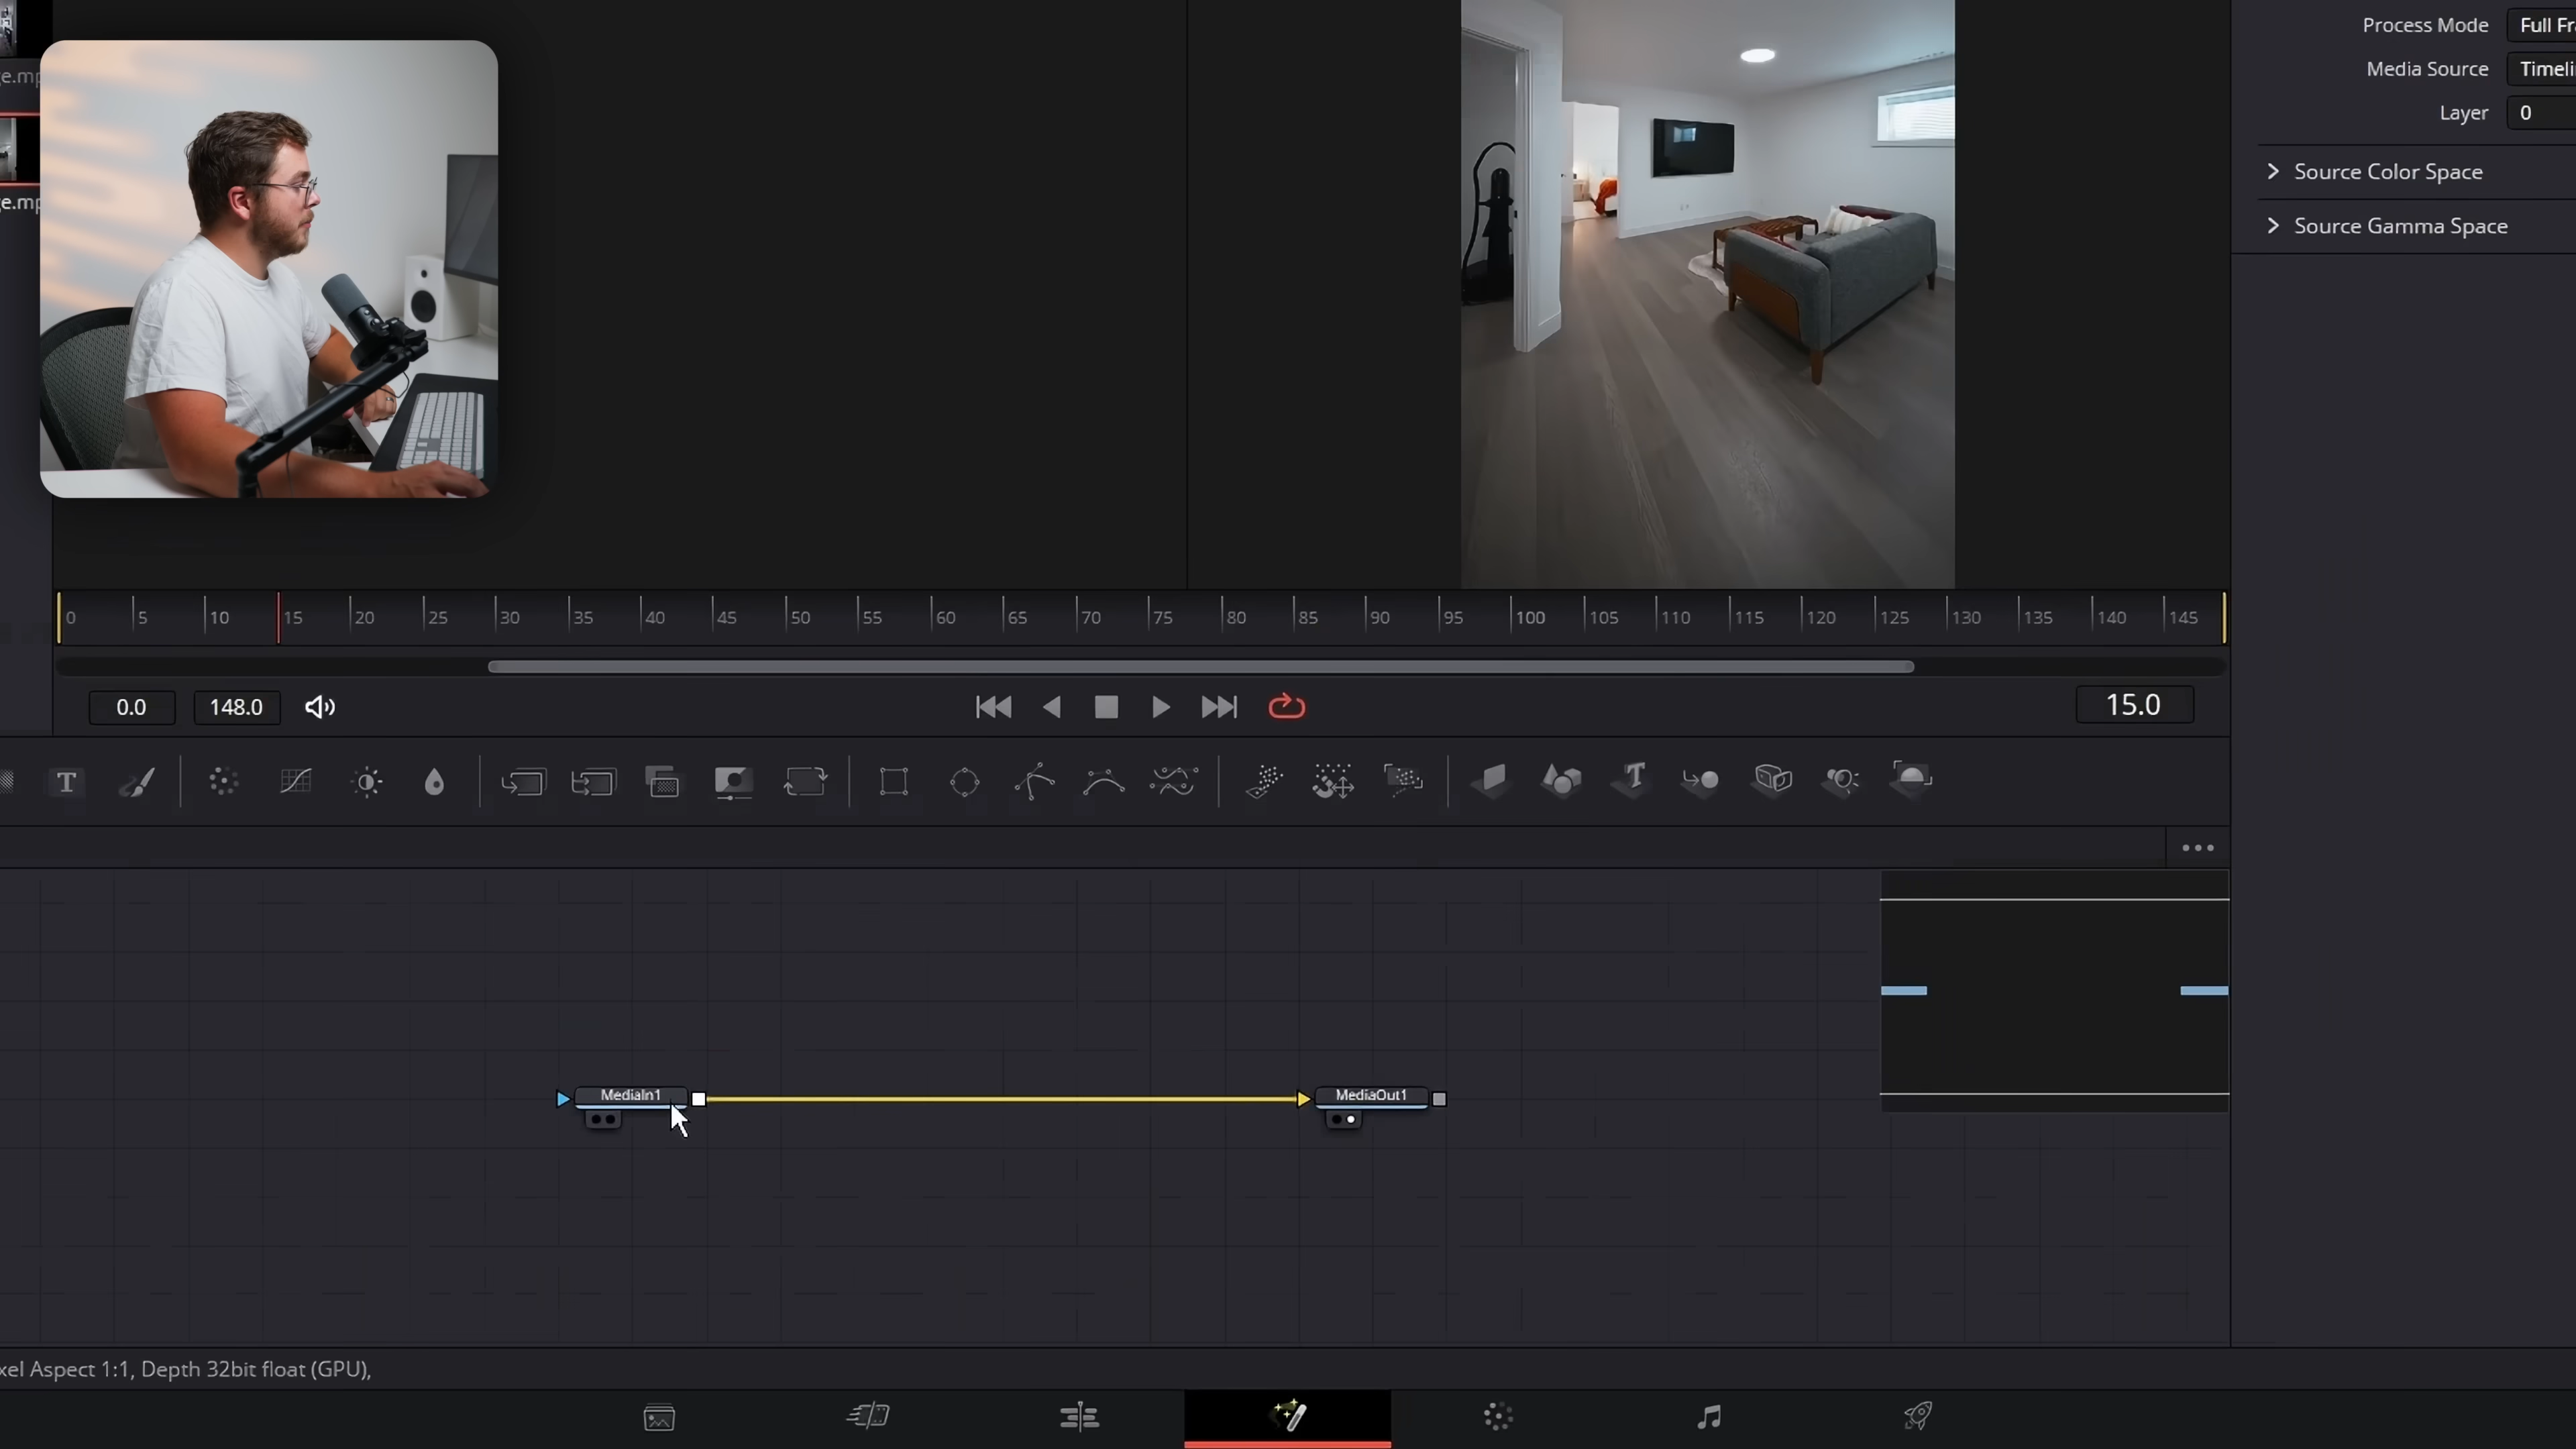 Process Mode Full Fr
Media Source Timeli
Layer 0
Source Color Space
Source Gamma Space
e.mp
e.mp
0 5 10 15 20 25 30 35 40 45 50 55 60 65 70 75 80 85 90 95 100 105 110 115 120 125 130 135 140 145
0.0 148.0 15.0
T T
MediaIn1 MediaOut1
xel Aspect 1:1, Depth 32bit float (GPU),